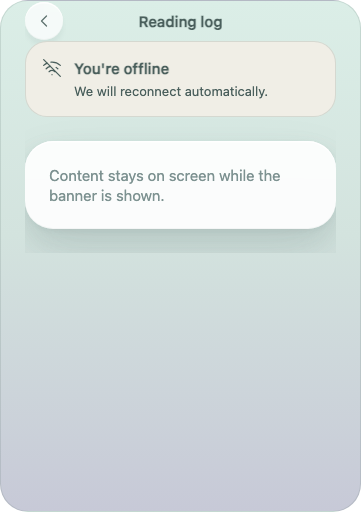 Reading log
You're offline
We will reconnect automatically.
Content stays on screen while the
banner is shown.